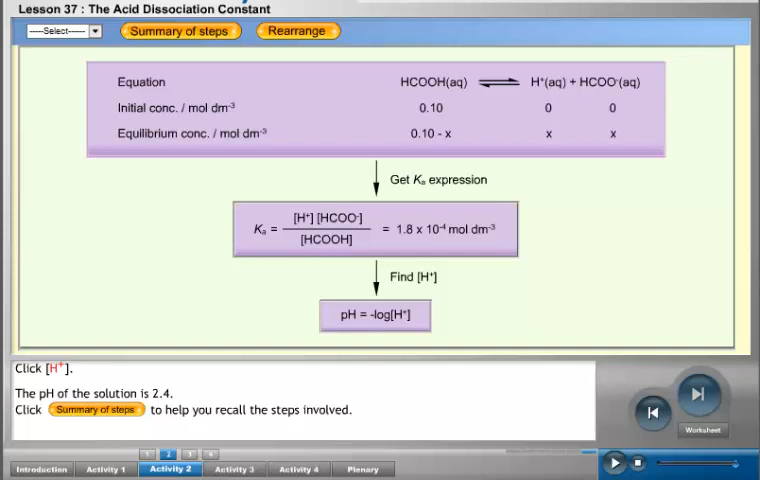 Lesson 37 : The Acid Dissociation Constant
-----Select------ Summary of steps Rearrange
Equation HCOOH(aq) ⇌ H⁺(aq) + HCOO⁻(aq)
Initial conc. / mol dm⁻³ 0.10 0 0
Equilibrium conc. / mol dm⁻³ 0.10 - x x x
Get Kₐ expression
Kₐ = [H⁺] [HCOO⁻] / [HCOOH] = 1.8 x 10⁻⁴ mol dm⁻³
Find [H⁺]
pH = -log[H⁺]
Click [H⁺].
The pH of the solution is 2.4.
Click Summary of steps to help you recall the steps involved.
Worksheet
1 2 3 4
Introduction Activity 1 Activity 2 Activity 3 Activity 4 Plenary